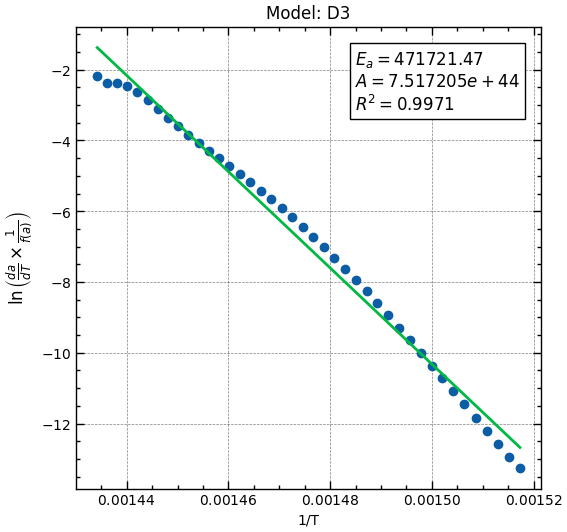 Model: D3
E_a = 471721.47
A = 7.517205e + 44
R^2 = 0.9971
ln (da/dT × 1/f(a))
−2
−4
−6
−8
−10
−12
0.00144 0.00146 0.00148 0.00150 0.00152
1/T